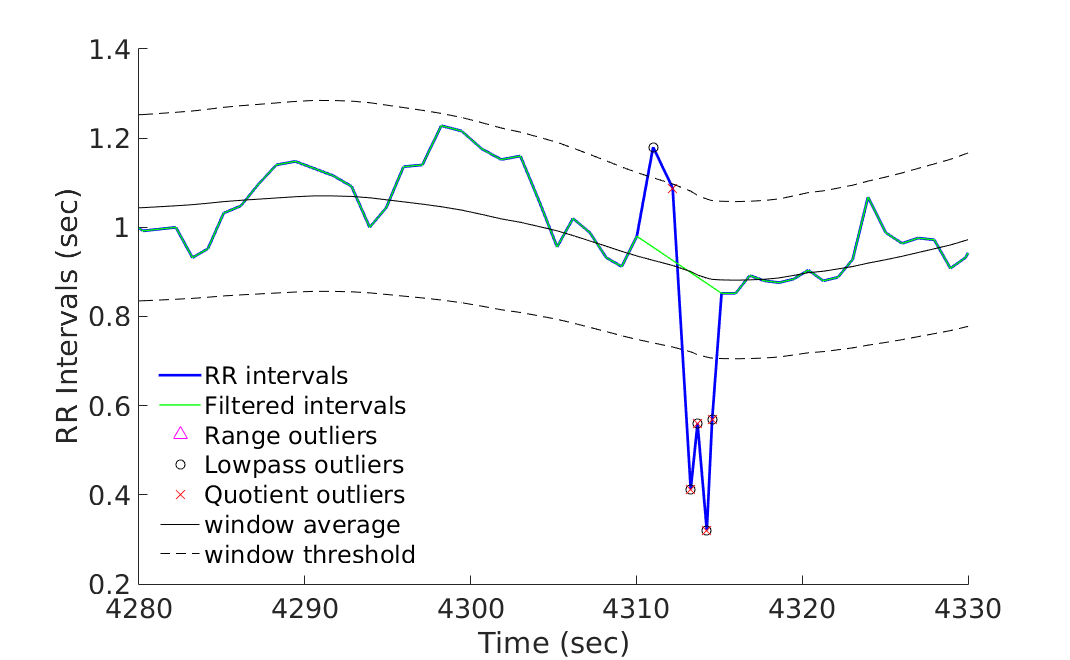 1.4
1.2
1
0.8
0.6
0.4
0.2
RR Intervals (sec)
RR intervals
Filtered intervals
Range outliers
Lowpass outliers
Quotient outliers
window average
window threshold
4280 4290 4300 4310 4320 4330
Time (sec)